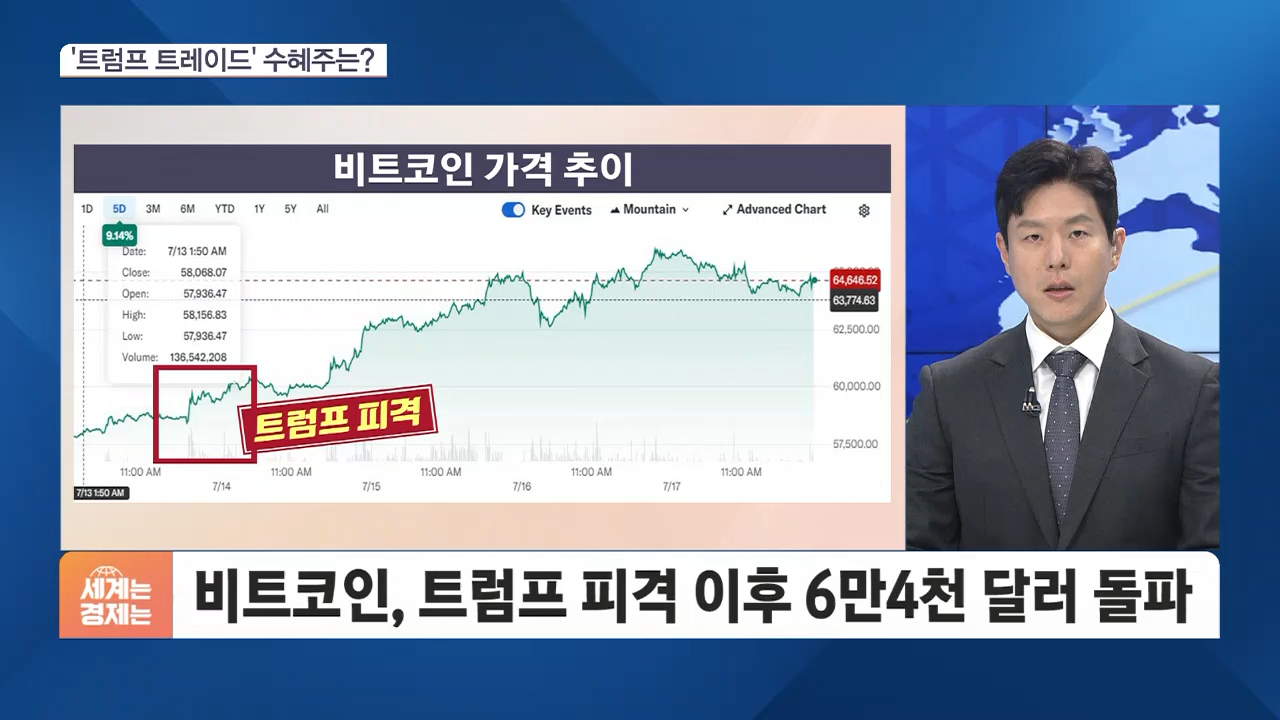 '트럼프 트레이드' 수혜주는?
비트코인 가격 추이
1D 5D 3M 6M YTD 1Y 5Y All Key Events Mountain Advanced Chart
9.14%
Date: 7/13 1:50 AM
Close: 58,068.07
Open: 57,936.47
High: 58,156.83
Low: 57,936.47
Volume: 136,542,208
64,646.52
63,774.63
62,500.00
60,000.00
57,500.00
트럼프 피격
11:00 AM 11:00 AM 11:00 AM 11:00 AM 11:00 AM
7/14 7/15 7/16 7/17
7/13 1:50 AM
세계는
경제는
비트코인, 트럼프 피격 이후 6만4천 달러 돌파